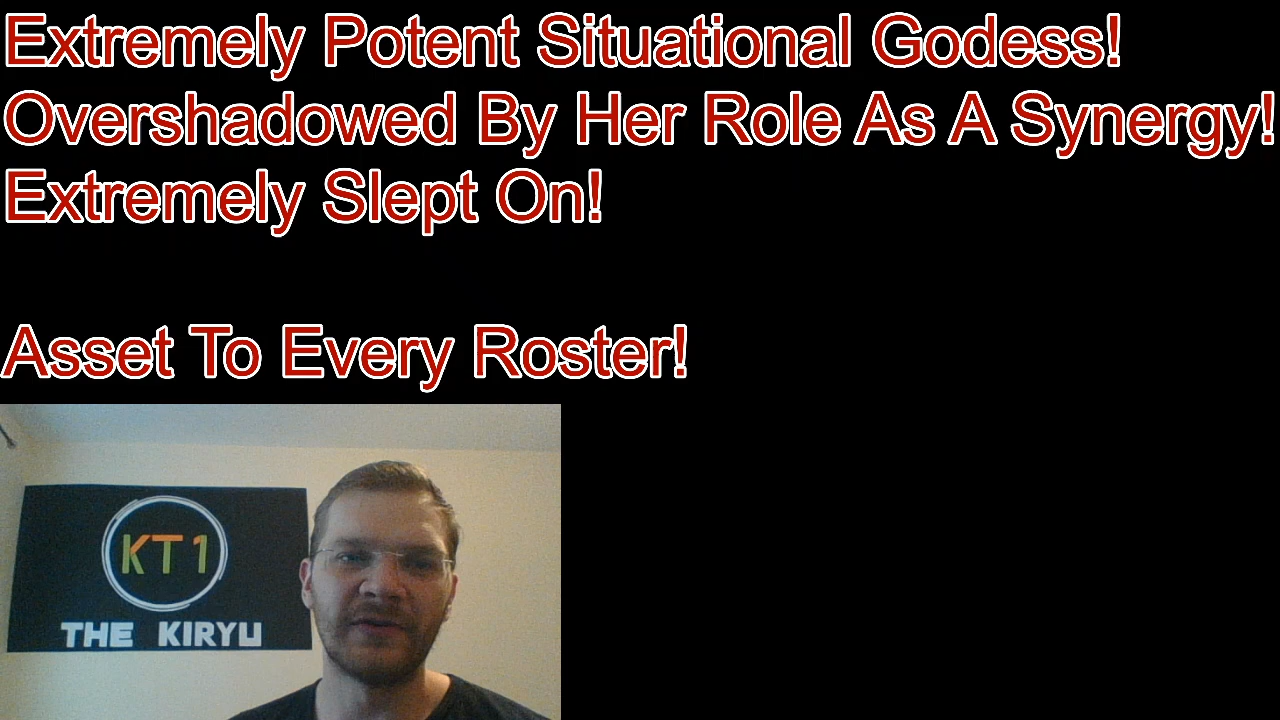 Extremely Potent Situational Godess!
Overshadowed By Her Role As A Synergy!
Extremely Slept On!
Asset To Every Roster!
KT1
THE KIRYU